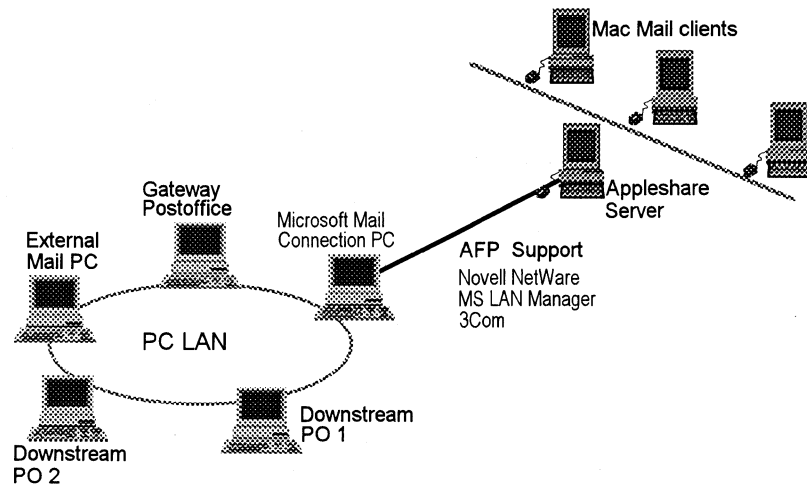 Mac Mail clients
Appleshare
Server
Gateway
Postoffice
Microsoft Mail
Connection PC
External
Mail PC
AFP Support
Novell NetWare
MS LAN Manager
3Com
PC LAN
Downstream
PO 1
Downstream
PO 2